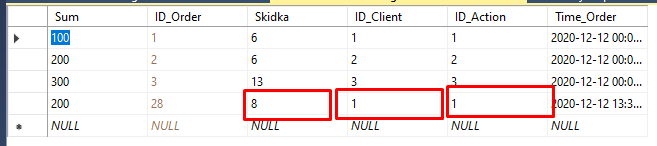 Sum ID_Order Skidka ID_Client ID_Action Time_Order
100 1 6 1 1 2020-12-12 00:0...
200 2 6 2 2 2020-12-12 00:0...
300 3 13 3 3 2020-12-12 00:0...
200 28 8 1 1 2020-12-12 13:3...
NULL NULL NULL NULL NULL NULL